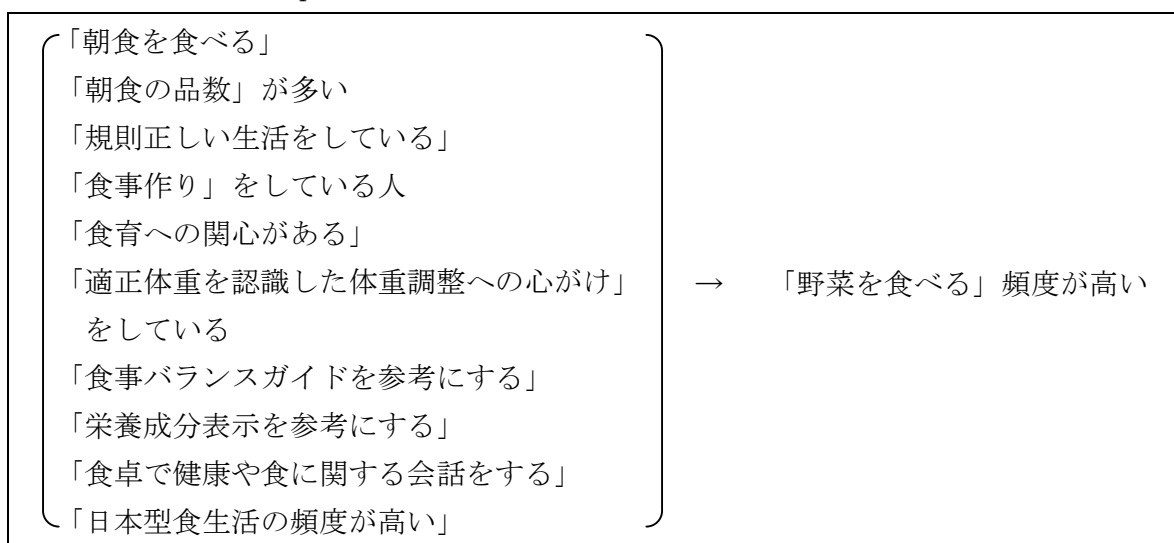 「朝食を食べる」
「朝食の品数」が多い
「規則正しい生活をしている」
「食事作り」をしている人
「食育への関心がある」
「適正体重を認識した体重調整への心がけ」
をしている
「食事バランスガイドを参考にする」
「栄養成分表示を参考にする」
「食卓で健康や食に関する会話をする」
「日本型食生活の頻度が高い」
→ 「野菜を食べる」頻度が高い